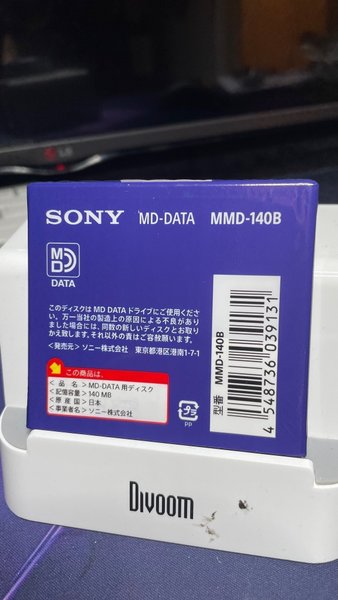 LG
SONY MD-DATA MMD-140B
MD
DATA
このディスクは MD DATA ドライブにご使用ください。
万一当社の製造上の原因による不良がありま
した場合には、同数の新しいディスクとお取り
かえ致します。それ以外の責はご容赦願います。
<発売元> ソニー株式会社 東京都港区港南1-7-1
この商品は、
<品名> MD-DATA用ディスク
<記憶容量> 140 MB
<原産国> 日本
<事業者名> ソニー株式会社
PP
型番 MMD-140B
4 548736 039131
Divoom